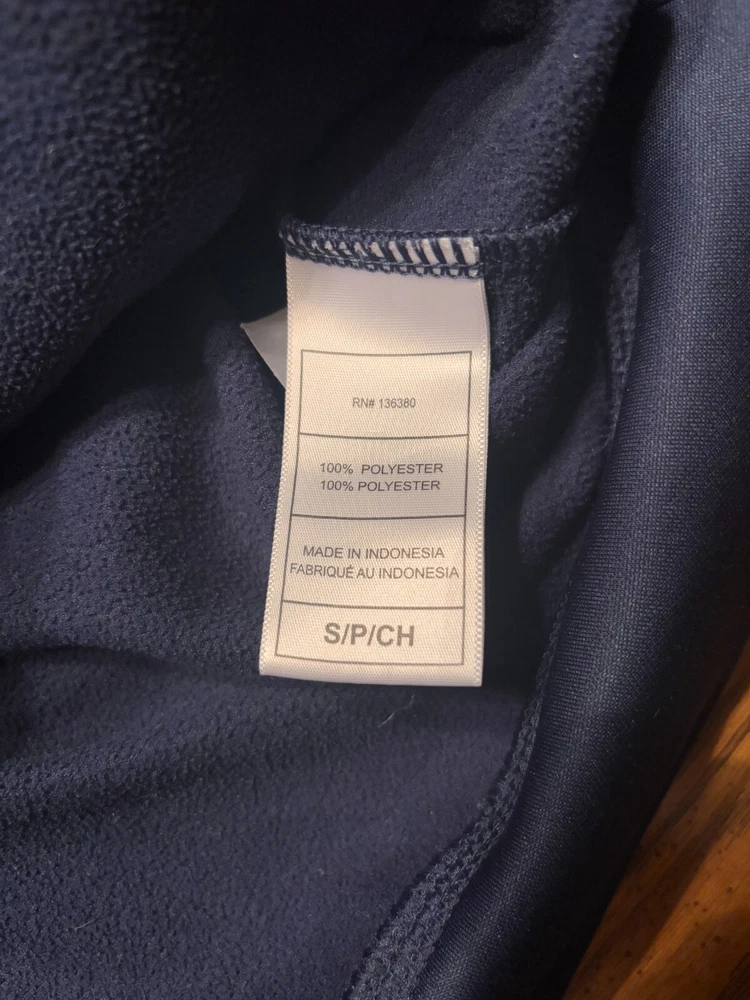 RN# 136380
100% POLYESTER
100% POLYESTER
MADE IN INDONESIA
FABRIQUÉ AU INDONESIA
S/P/CH